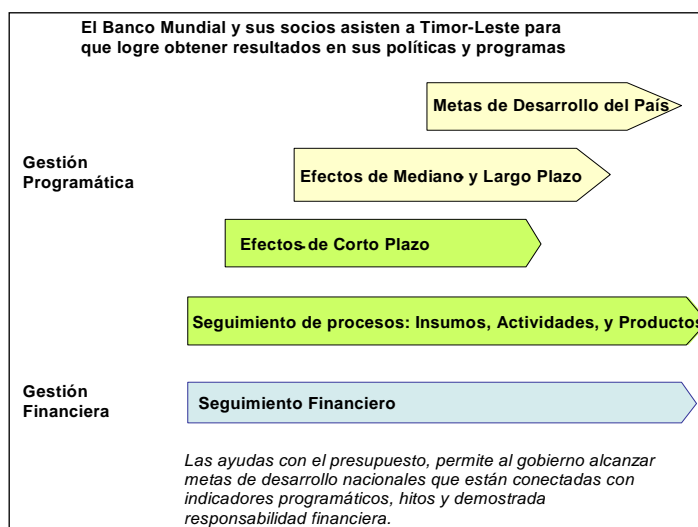 El Banco Mundial y sus socios asisten a Timor-Leste para
que logre obtener resultados en sus políticas y programas
Metas de Desarrollo del País
Gestión
Programática
Efectos de Mediano y Largo Plazo
Efectos de Corto Plazo
Seguimiento de procesos: Insumos, Actividades, y Productos
Gestión
Financiera
Seguimiento Financiero
Las ayudas con el presupuesto, permite al gobierno alcanzar
metas de desarrollo nacionales que están conectadas con
indicadores programáticos, hitos y demostrada
responsabilidad financiera.